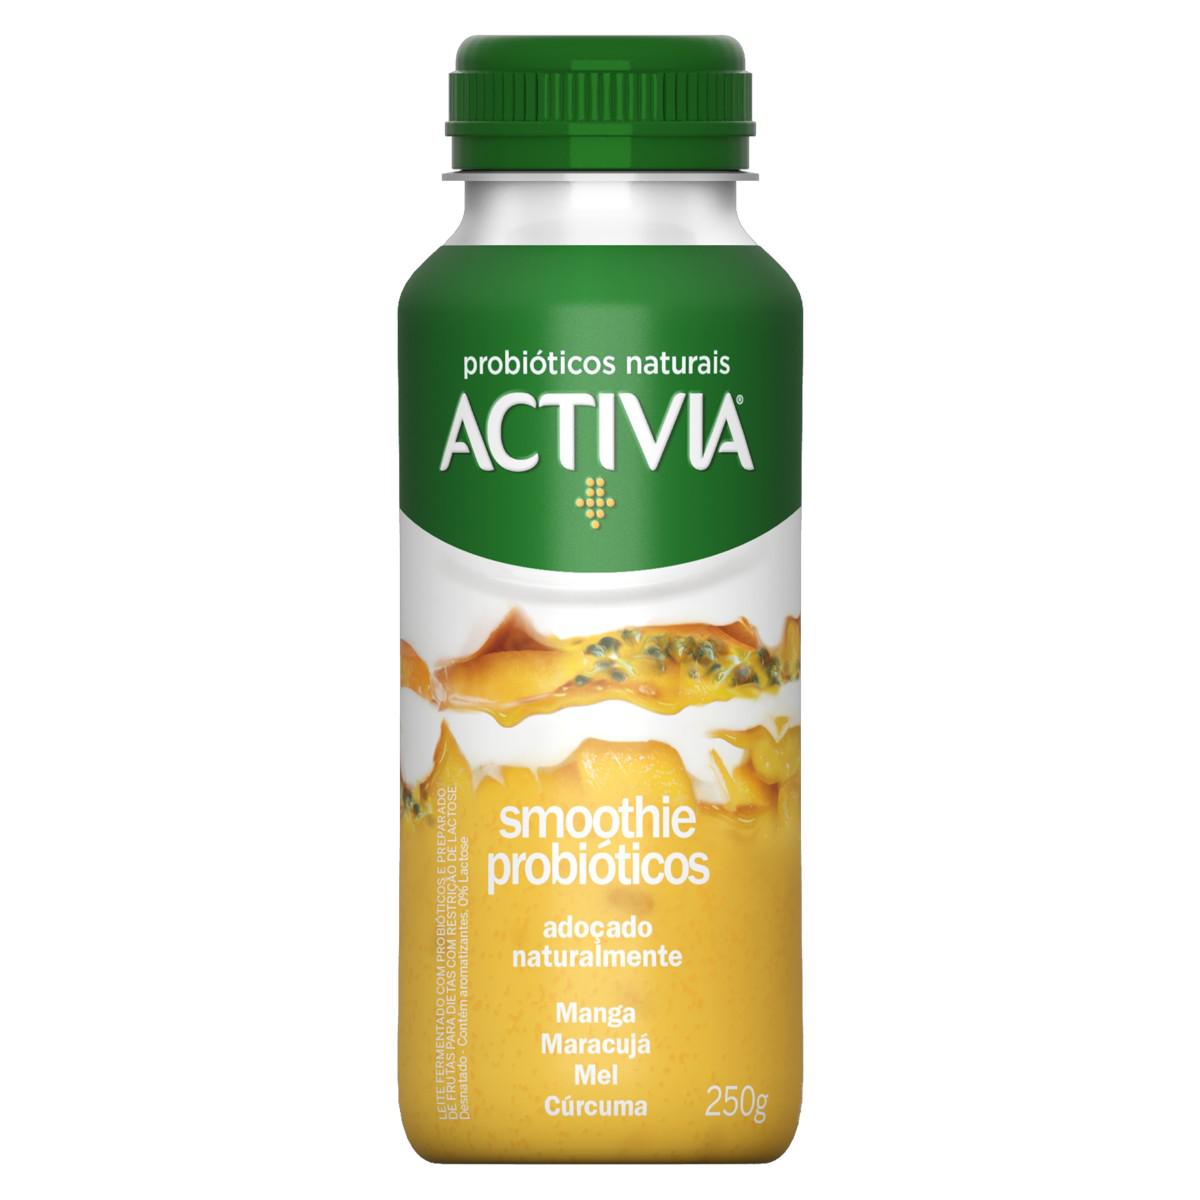 probióticos naturais
ACTIVIA®
smoothie
probióticos
adoçado
naturalmente
Manga
Maracujá
Mel
Cúrcuma
250g
LEITE FERMENTADO COM PROBIÓTICOS E PREPARADO
DE FRUTAS PARA DIETAS COM RESTRIÇÃO DE LACTOSE
Desnatado - Contém aromatizantes. 0% Lactose